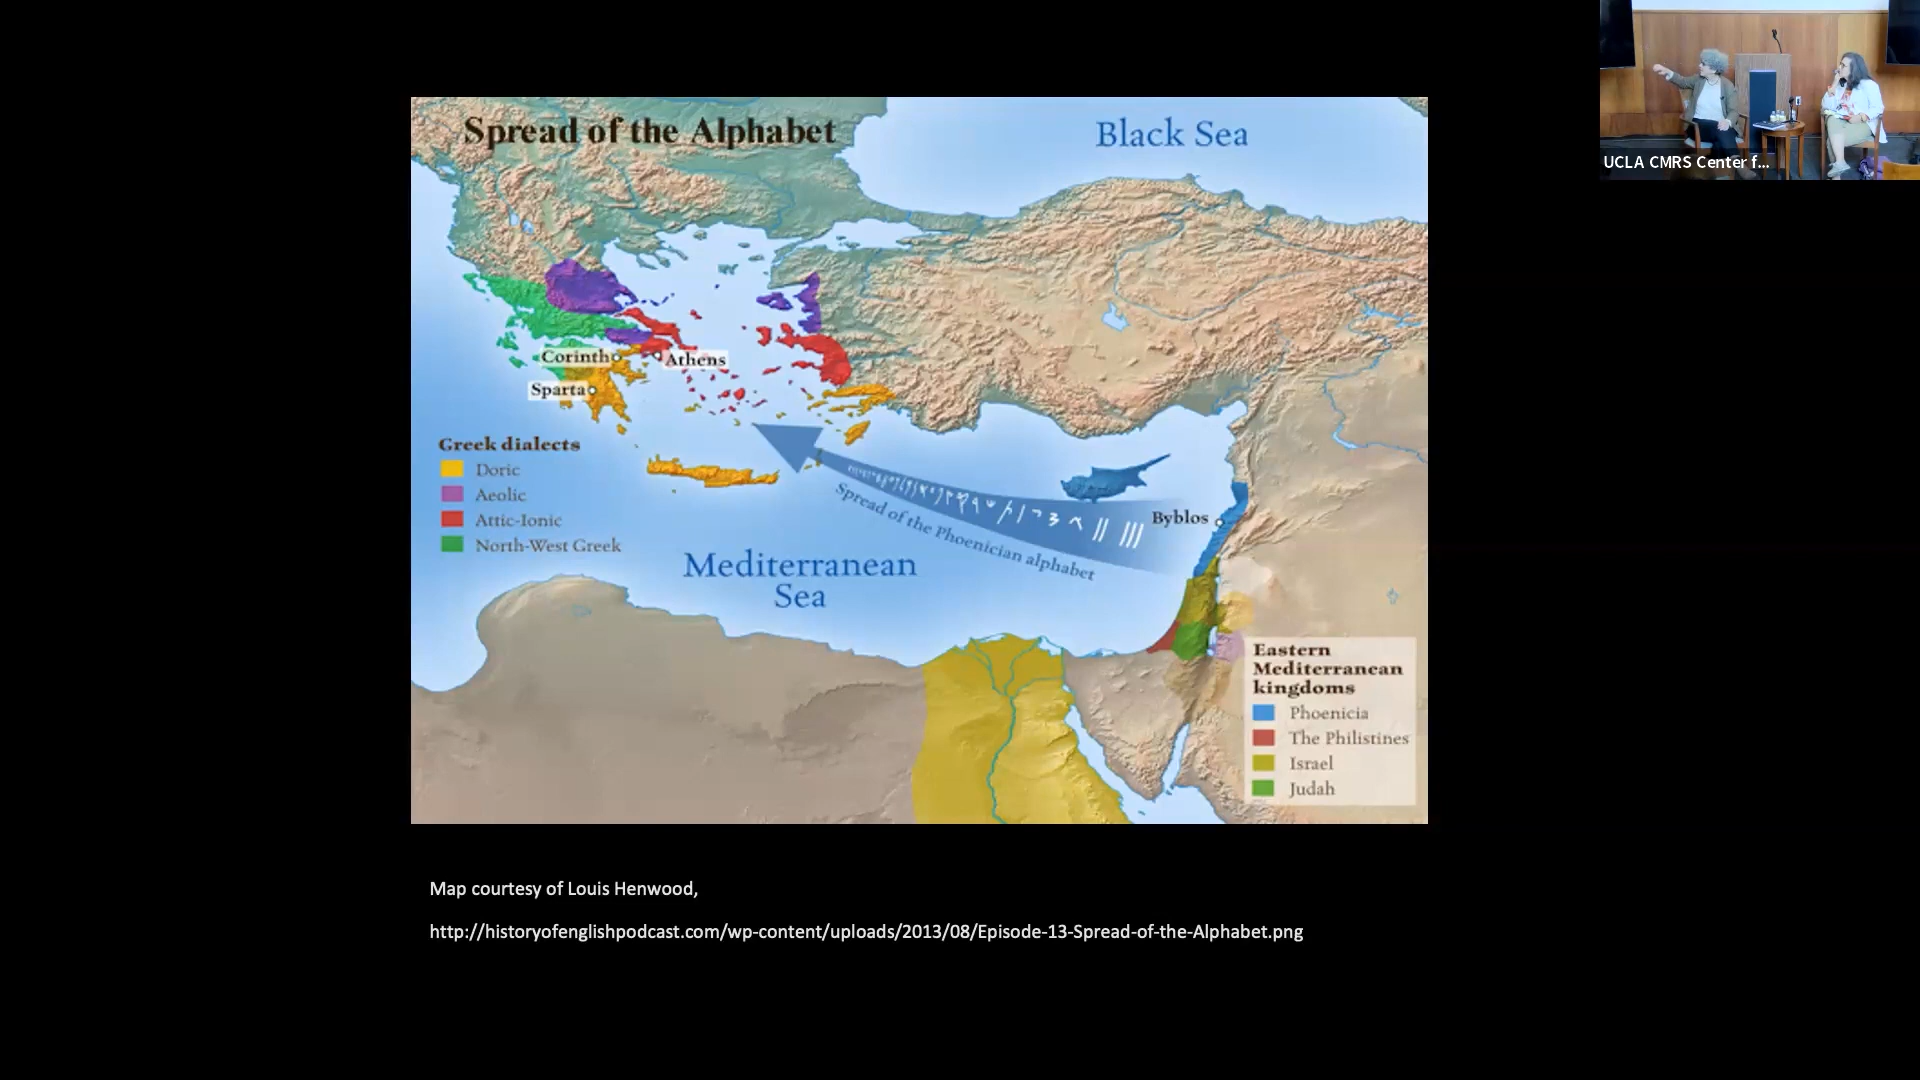 Spread of the Alphabet
Black Sea
UCLA CMRS Center f...
Corinth
Athens
Sparta
Greek dialects
Doric
Aeolic
Attic-Ionic
North-West Greek
Spread of the Phoenician alphabet
Byblos
Mediterranean
Sea
Eastern
Mediterranean
kingdoms
Phoenicia
The Philistines
Israel
Judah
Map courtesy of Louis Henwood,
http://historyofenglishpodcast.com/wp-content/uploads/2013/08/Episode-13-Spread-of-the-Alphabet.png